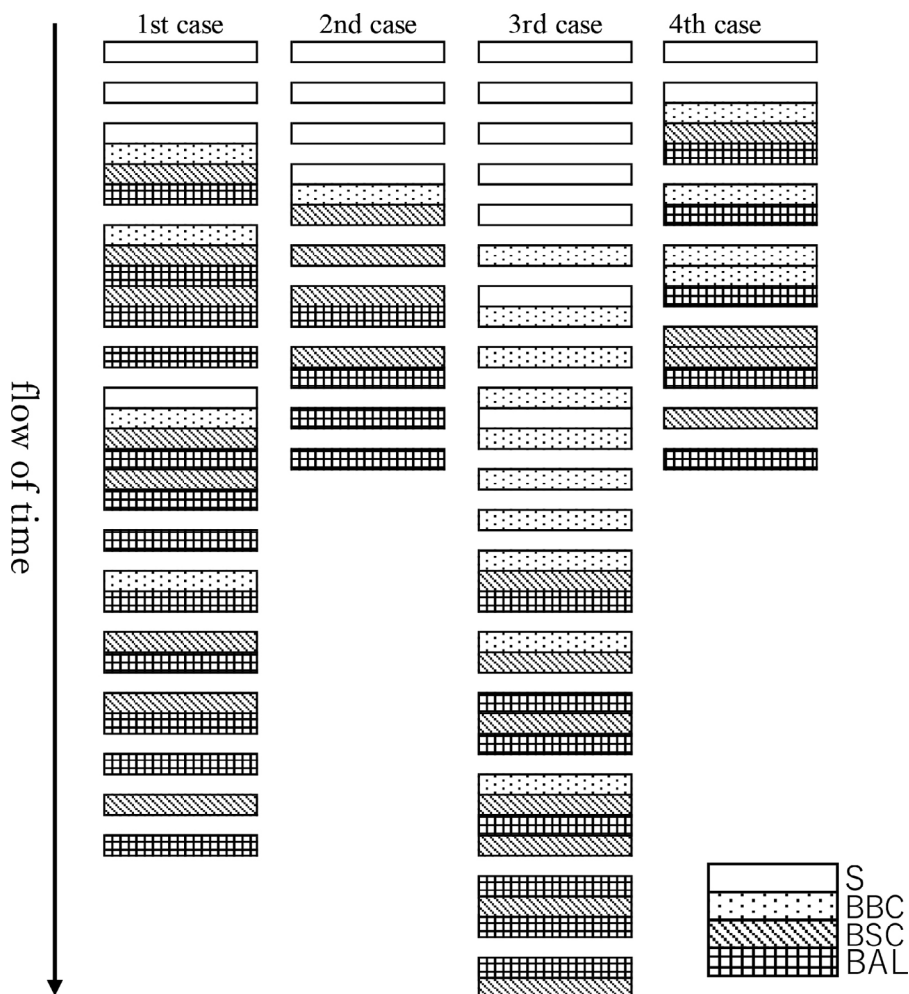 1st case
2nd case
3rd case
4th case
flow of time
S
BBC
BSC
BAL